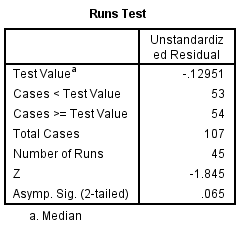 Runs Test
Unstandardiz
ed Residual
Test Valueᵃ -.12951
Cases < Test Value 53
Cases >= Test Value 54
Total Cases 107
Number of Runs 45
Z -1.845
Asymp. Sig. (2-tailed) .065
a. Median